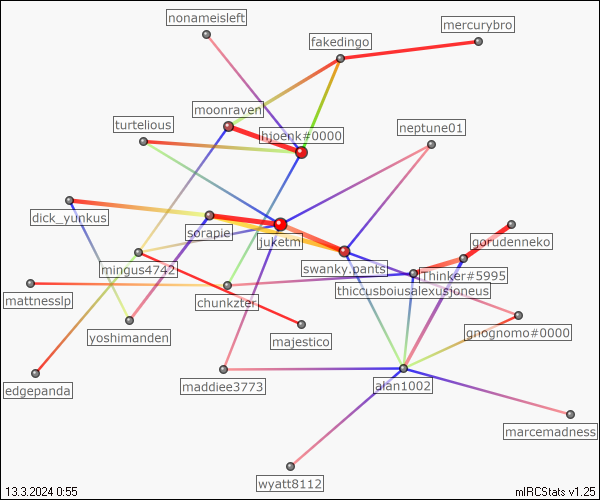 nonameisleft
mercurybro
fakedingo
moonraven
turtelious
hjoenk#0000
neptune01
dick_yunkus
sorapie
juketm
gorudenneko
mingus4742
swanky.pants
Thinker#5995
thiccusboiusalexusjoneus
mattnesslp
chunkzter
yoshimanden
majestico
gnognomo#0000
edgepanda
maddiee3773
alan1002
marcemadness
wyatt8112
13.3.2024 0:55
mIRCStats v1.25